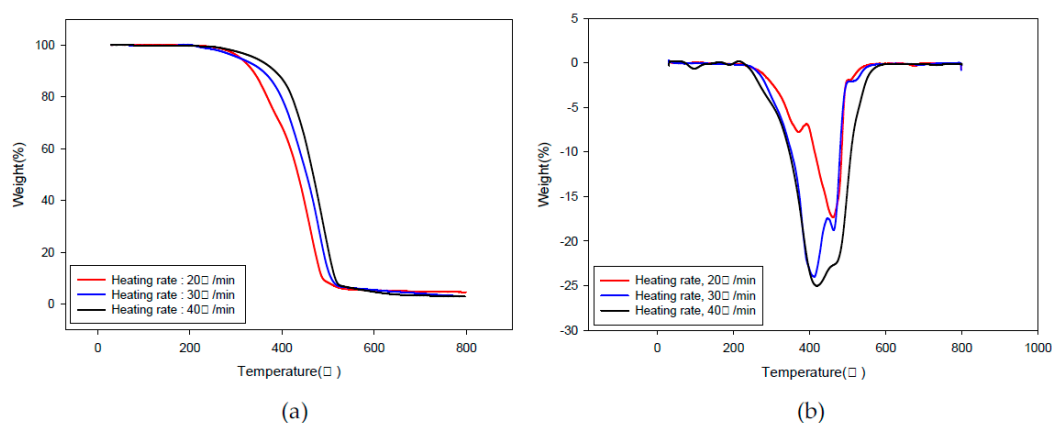 100
80
60
40
20
0
Weight(%)
Heating rate : 20□ /min
Heating rate : 30□ /min
Heating rate : 40□ /min
0 200 400 600 800
Temperature(□ )
(a)
5
0
-5
-10
-15
-20
-25
-30
Weight(%)
Heating rate, 20□ /min
Heating rate, 30□ /min
Heating rate, 40□ /min
0 200 400 600 800 1000
Temperature(□ )
(b)